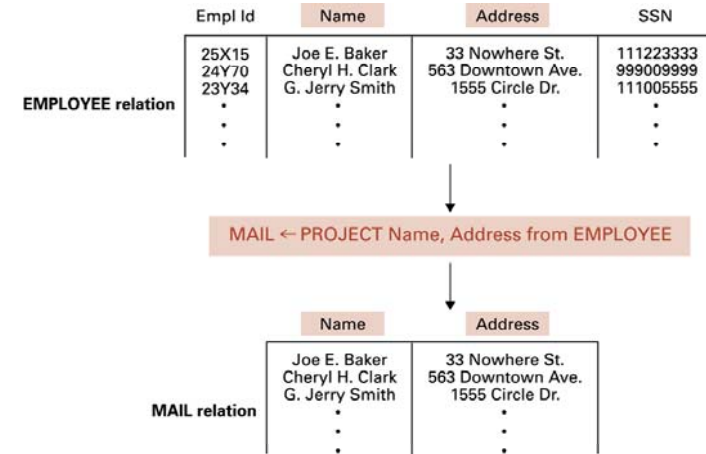 Empl Id Name Address SSN
25X15 Joe E. Baker 33 Nowhere St. 111223333
24Y70 Cheryl H. Clark 563 Downtown Ave. 999009999
23Y34 G. Jerry Smith 1555 Circle Dr. 111005555
EMPLOYEE relation
MAIL ← PROJECT Name, Address from EMPLOYEE
Name Address
Joe E. Baker 33 Nowhere St.
Cheryl H. Clark 563 Downtown Ave.
G. Jerry Smith 1555 Circle Dr.
MAIL relation